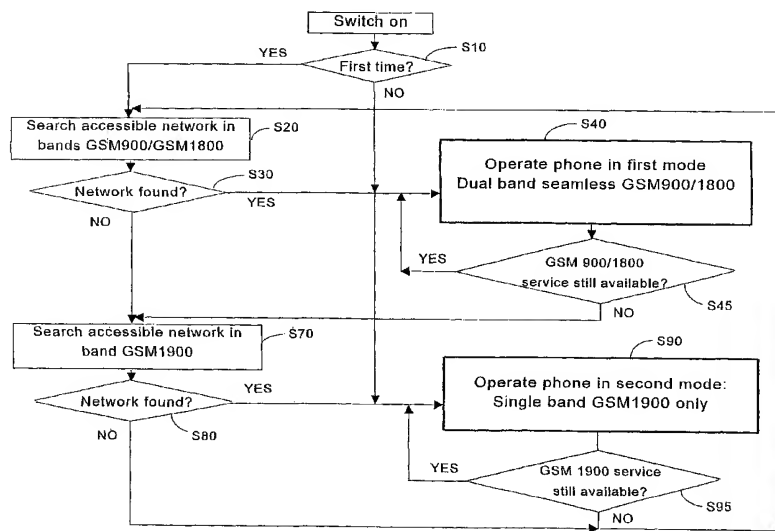 Switch on
S10
YES
First time?
NO
Search accessible network in
bands GSM900/GSM1800
S20
S40
Operate phone in first mode
Dual band seamless GSM900/1800
Network found?
S30
YES
NO
YES
GSM 900/1800
service still available?
S45
NO
Search accessible network in
band GSM1900
S70
S90
Operate phone in second mode:
Single band GSM1900 only
Network found?
YES
NO
S80
YES
GSM 1900 service
still available?
S95
NO